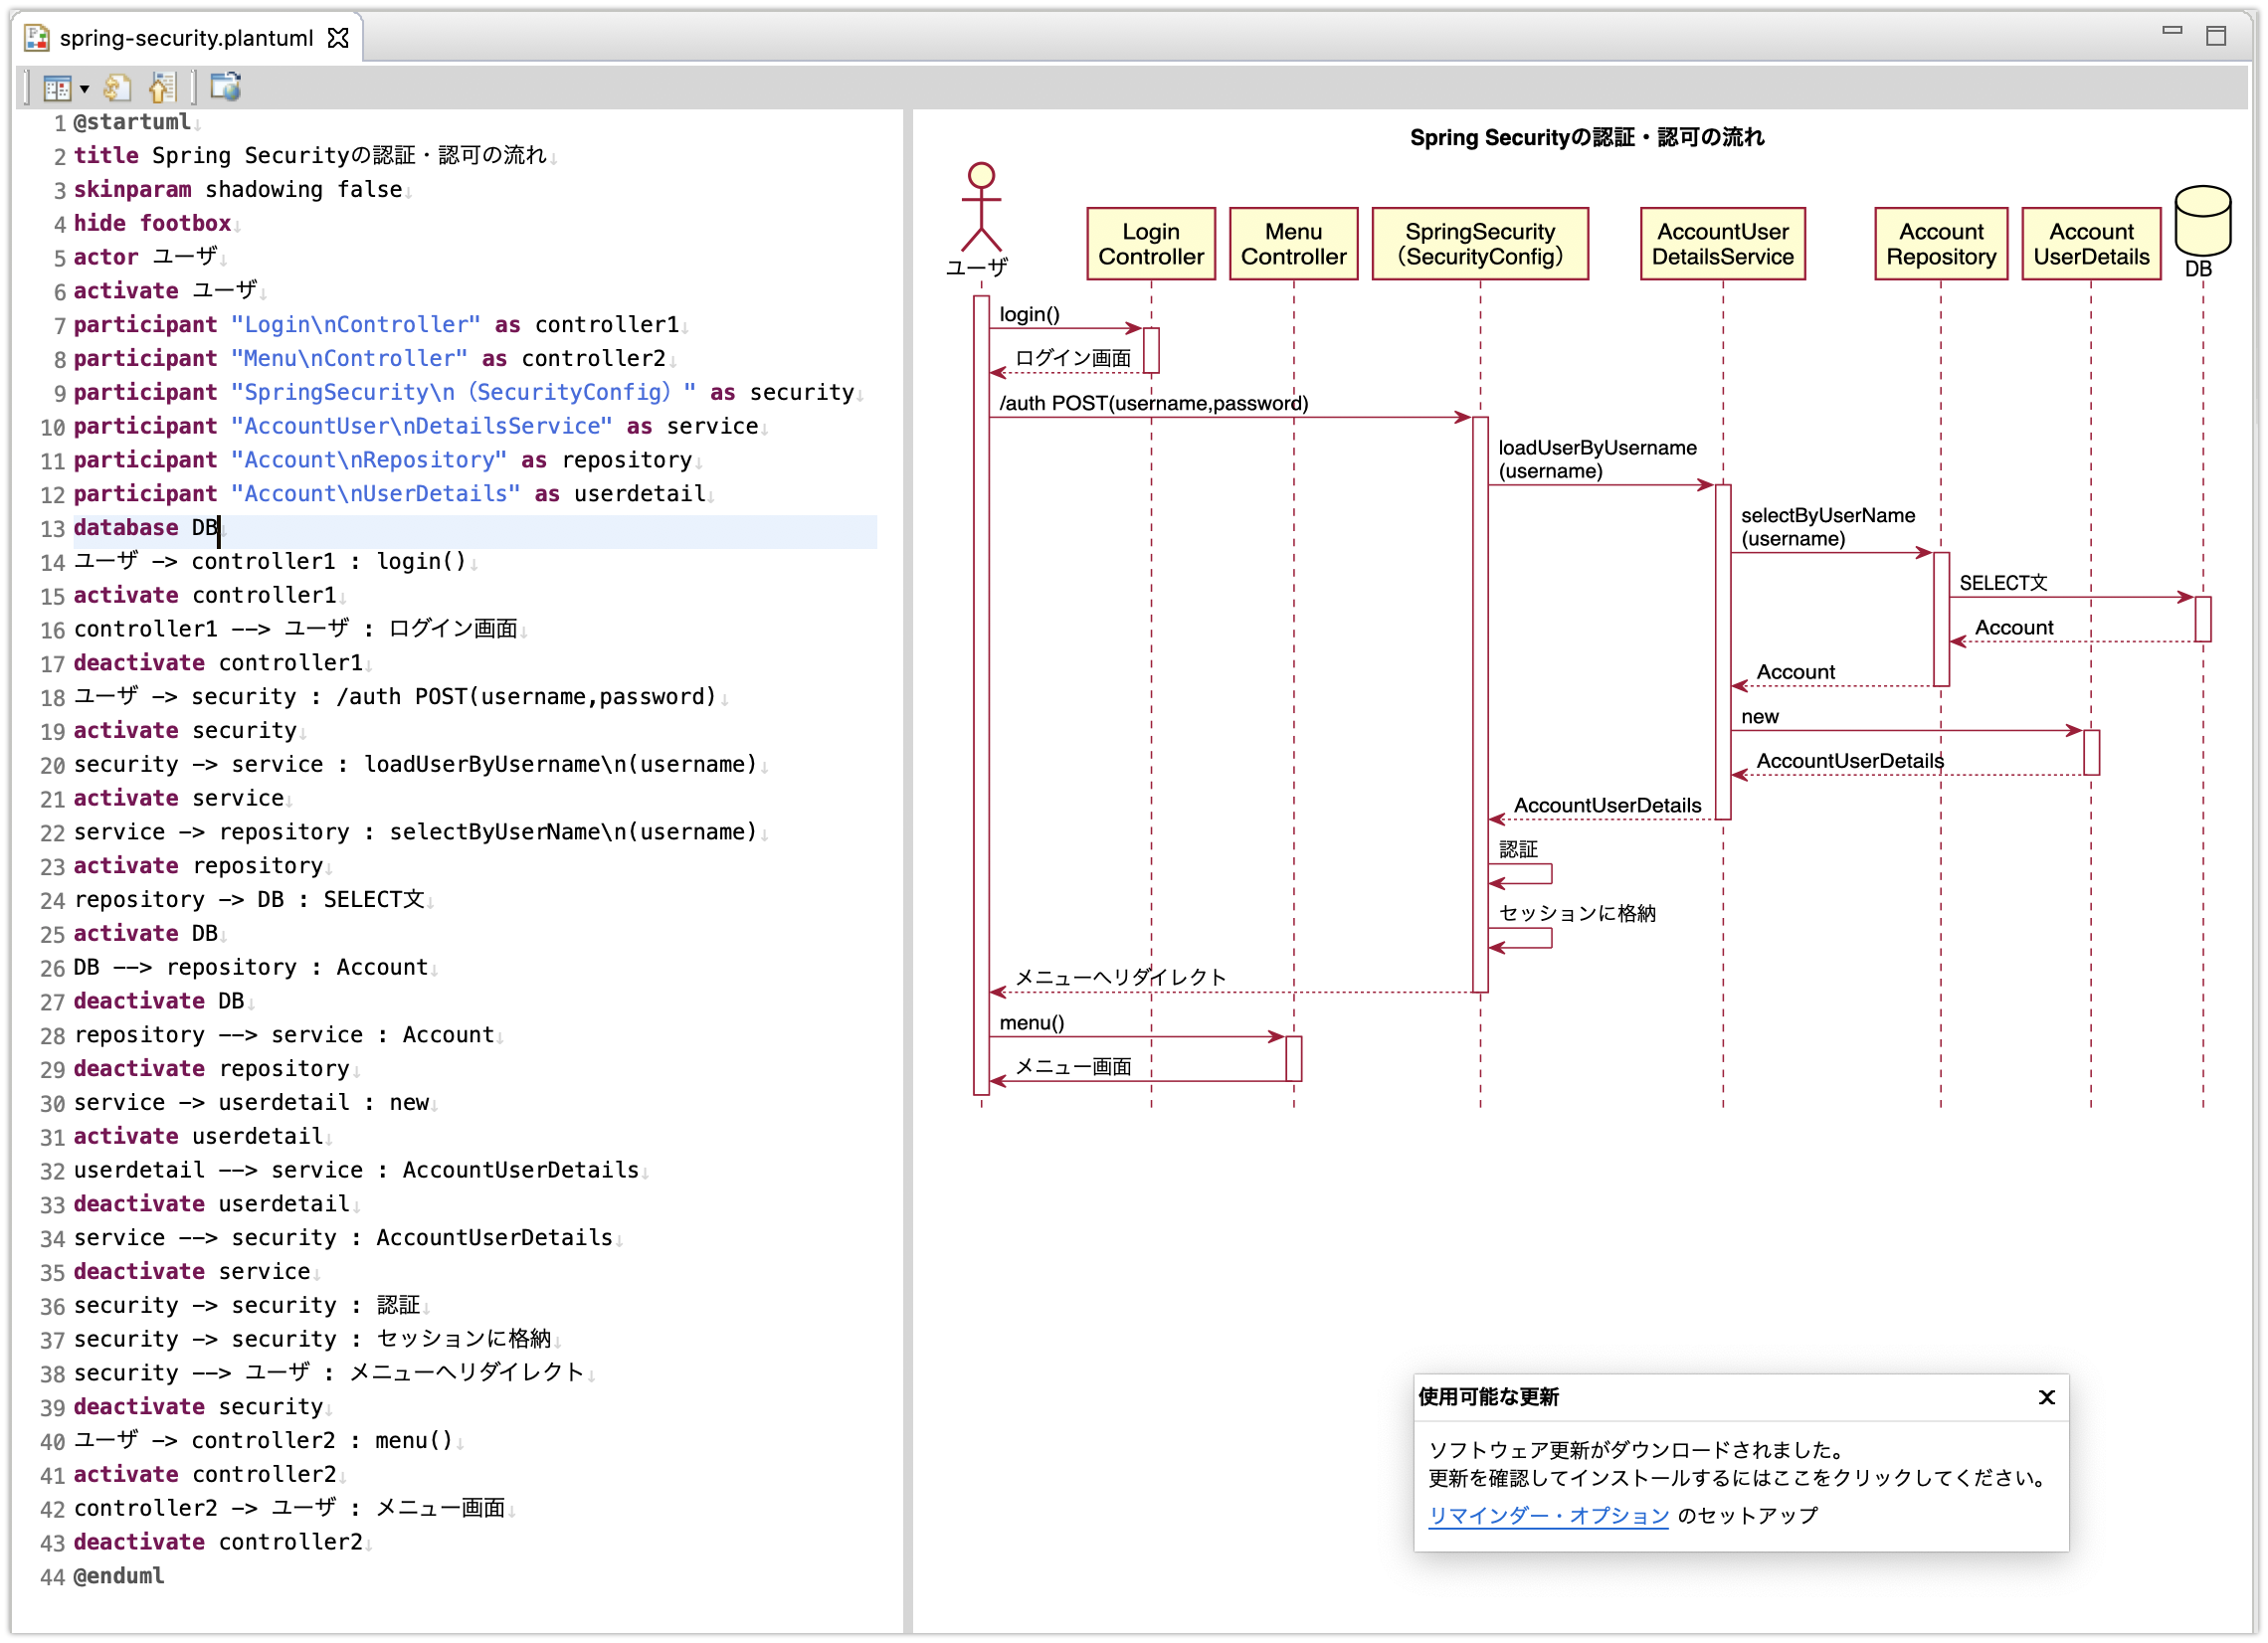 spring-security.plantuml
1 @startuml
2 title Spring Securityの認証・認可の流れ
3 skinparam shadowing false
4 hide footbox
5 actor ユーザ
6 activate ユーザ
7 participant "Login\nController" as controller1
8 participant "Menu\nController" as controller2
9 participant "SpringSecurity\n（SecurityConfig）" as security
10 participant "AccountUser\nDetailsService" as service
11 participant "Account\nRepository" as repository
12 participant "Account\nUserDetails" as userdetail
13 database DB
14 ユーザ -> controller1 : login()
15 activate controller1
16 controller1 --> ユーザ : ログイン画面
17 deactivate controller1
18 ユーザ -> security : /auth POST(username,password)
19 activate security
20 security -> service : loadUserByUsername\n(username)
21 activate service
22 service -> repository : selectByUserName\n(username)
23 activate repository
24 repository -> DB : SELECT文
25 activate DB
26 DB --> repository : Account
27 deactivate DB
28 repository --> service : Account
29 deactivate repository
30 service -> userdetail : new
31 activate userdetail
32 userdetail --> service : AccountUserDetails
33 deactivate userdetail
34 service --> security : AccountUserDetails
35 deactivate service
36 security -> security : 認証
37 security -> security : セッションに格納
38 security --> ユーザ : メニューへリダイレクト
39 deactivate security
40 ユーザ -> controller2 : menu()
41 activate controller2
42 controller2 -> ユーザ : メニュー画面
43 deactivate controller2
44 @enduml
Spring Securityの認証・認可の流れ
ユーザ
Login
Controller
Menu
Controller
SpringSecurity
（SecurityConfig）
AccountUser
DetailsService
Account
Repository
Account
UserDetails
DB
login()
ログイン画面
/auth POST(username,password)
loadUserByUsername
(username)
selectByUserName
(username)
SELECT文
Account
Account
new
AccountUserDetails
AccountUserDetails
認証
セッションに格納
メニューへリダイレクト
menu()
メニュー画面
使用可能な更新
ソフトウェア更新がダウンロードされました。
更新を確認してインストールするにはここをクリックしてください。
リマインダー・オプション のセットアップ